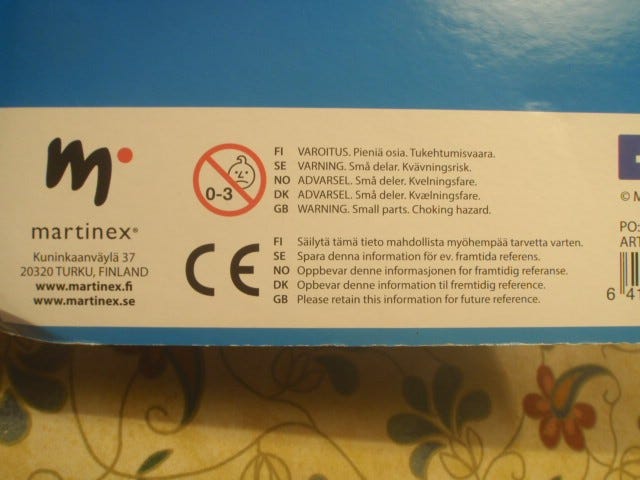 m
martinex®
Kuninkaanväylä 37
20320 TURKU, FINLAND
www.martinex.fi
www.martinex.se
0-3
CE
FI VAROITUS. Pieniä osia. Tukehtumisvaara.
SE VARNING. Små delar. Kvävningsrisk.
NO ADVARSEL. Små deler. Kvelningsfare.
DK ADVARSEL. Små deler. Kvælningsfare.
GB WARNING. Small parts. Choking hazard.
FI Säilytä tämä tieto mahdollista myöhempää tarvetta varten.
SE Spara denna information för ev. framtida referens.
NO Oppbevar denne informasjonen for framtidig referanse.
DK Opbevar denne information til fremtidig reference.
GB Please retain this information for future reference.
© M
PO:
ART
6 41